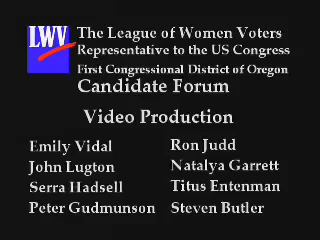 LWV
The League of Women Voters
Representative to the US Congress
First Congressional District of Oregon
Candidate Forum
Video Production
Emily Vidal
John Lugton
Serra Hadsell
Peter Gudmunson
Ron Judd
Natalya Garrett
Titus Entenman
Steven Butler